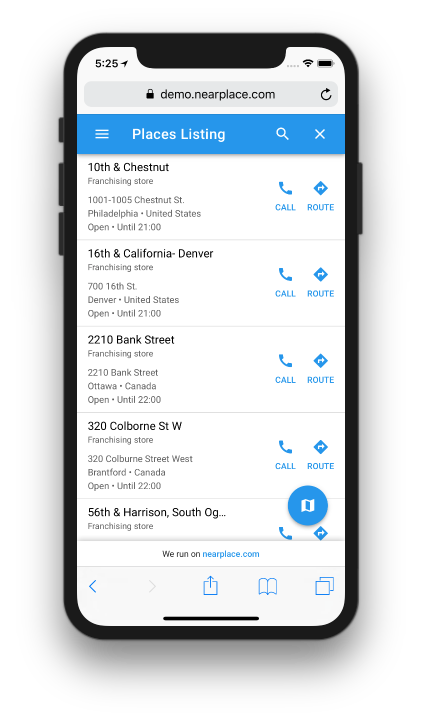 5:25
demo.nearplace.com
Places Listing
10th & Chestnut
Franchising store
1001-1005 Chestnut St.
Philadelphia • United States
Open • Until 21:00
CALL ROUTE
16th & California- Denver
Franchising store
700 16th St.
Denver • United States
Open • Until 21:00
CALL ROUTE
2210 Bank Street
Franchising store
2210 Bank Street
Ottawa • Canada
Open • Until 22:00
CALL ROUTE
320 Colborne St W
Franchising store
320 Colburne Street West
Brantford • Canada
Open • Until 22:00
CALL ROUTE
56th & Harrison, South Og...
Franchising store
We run on nearplace.com